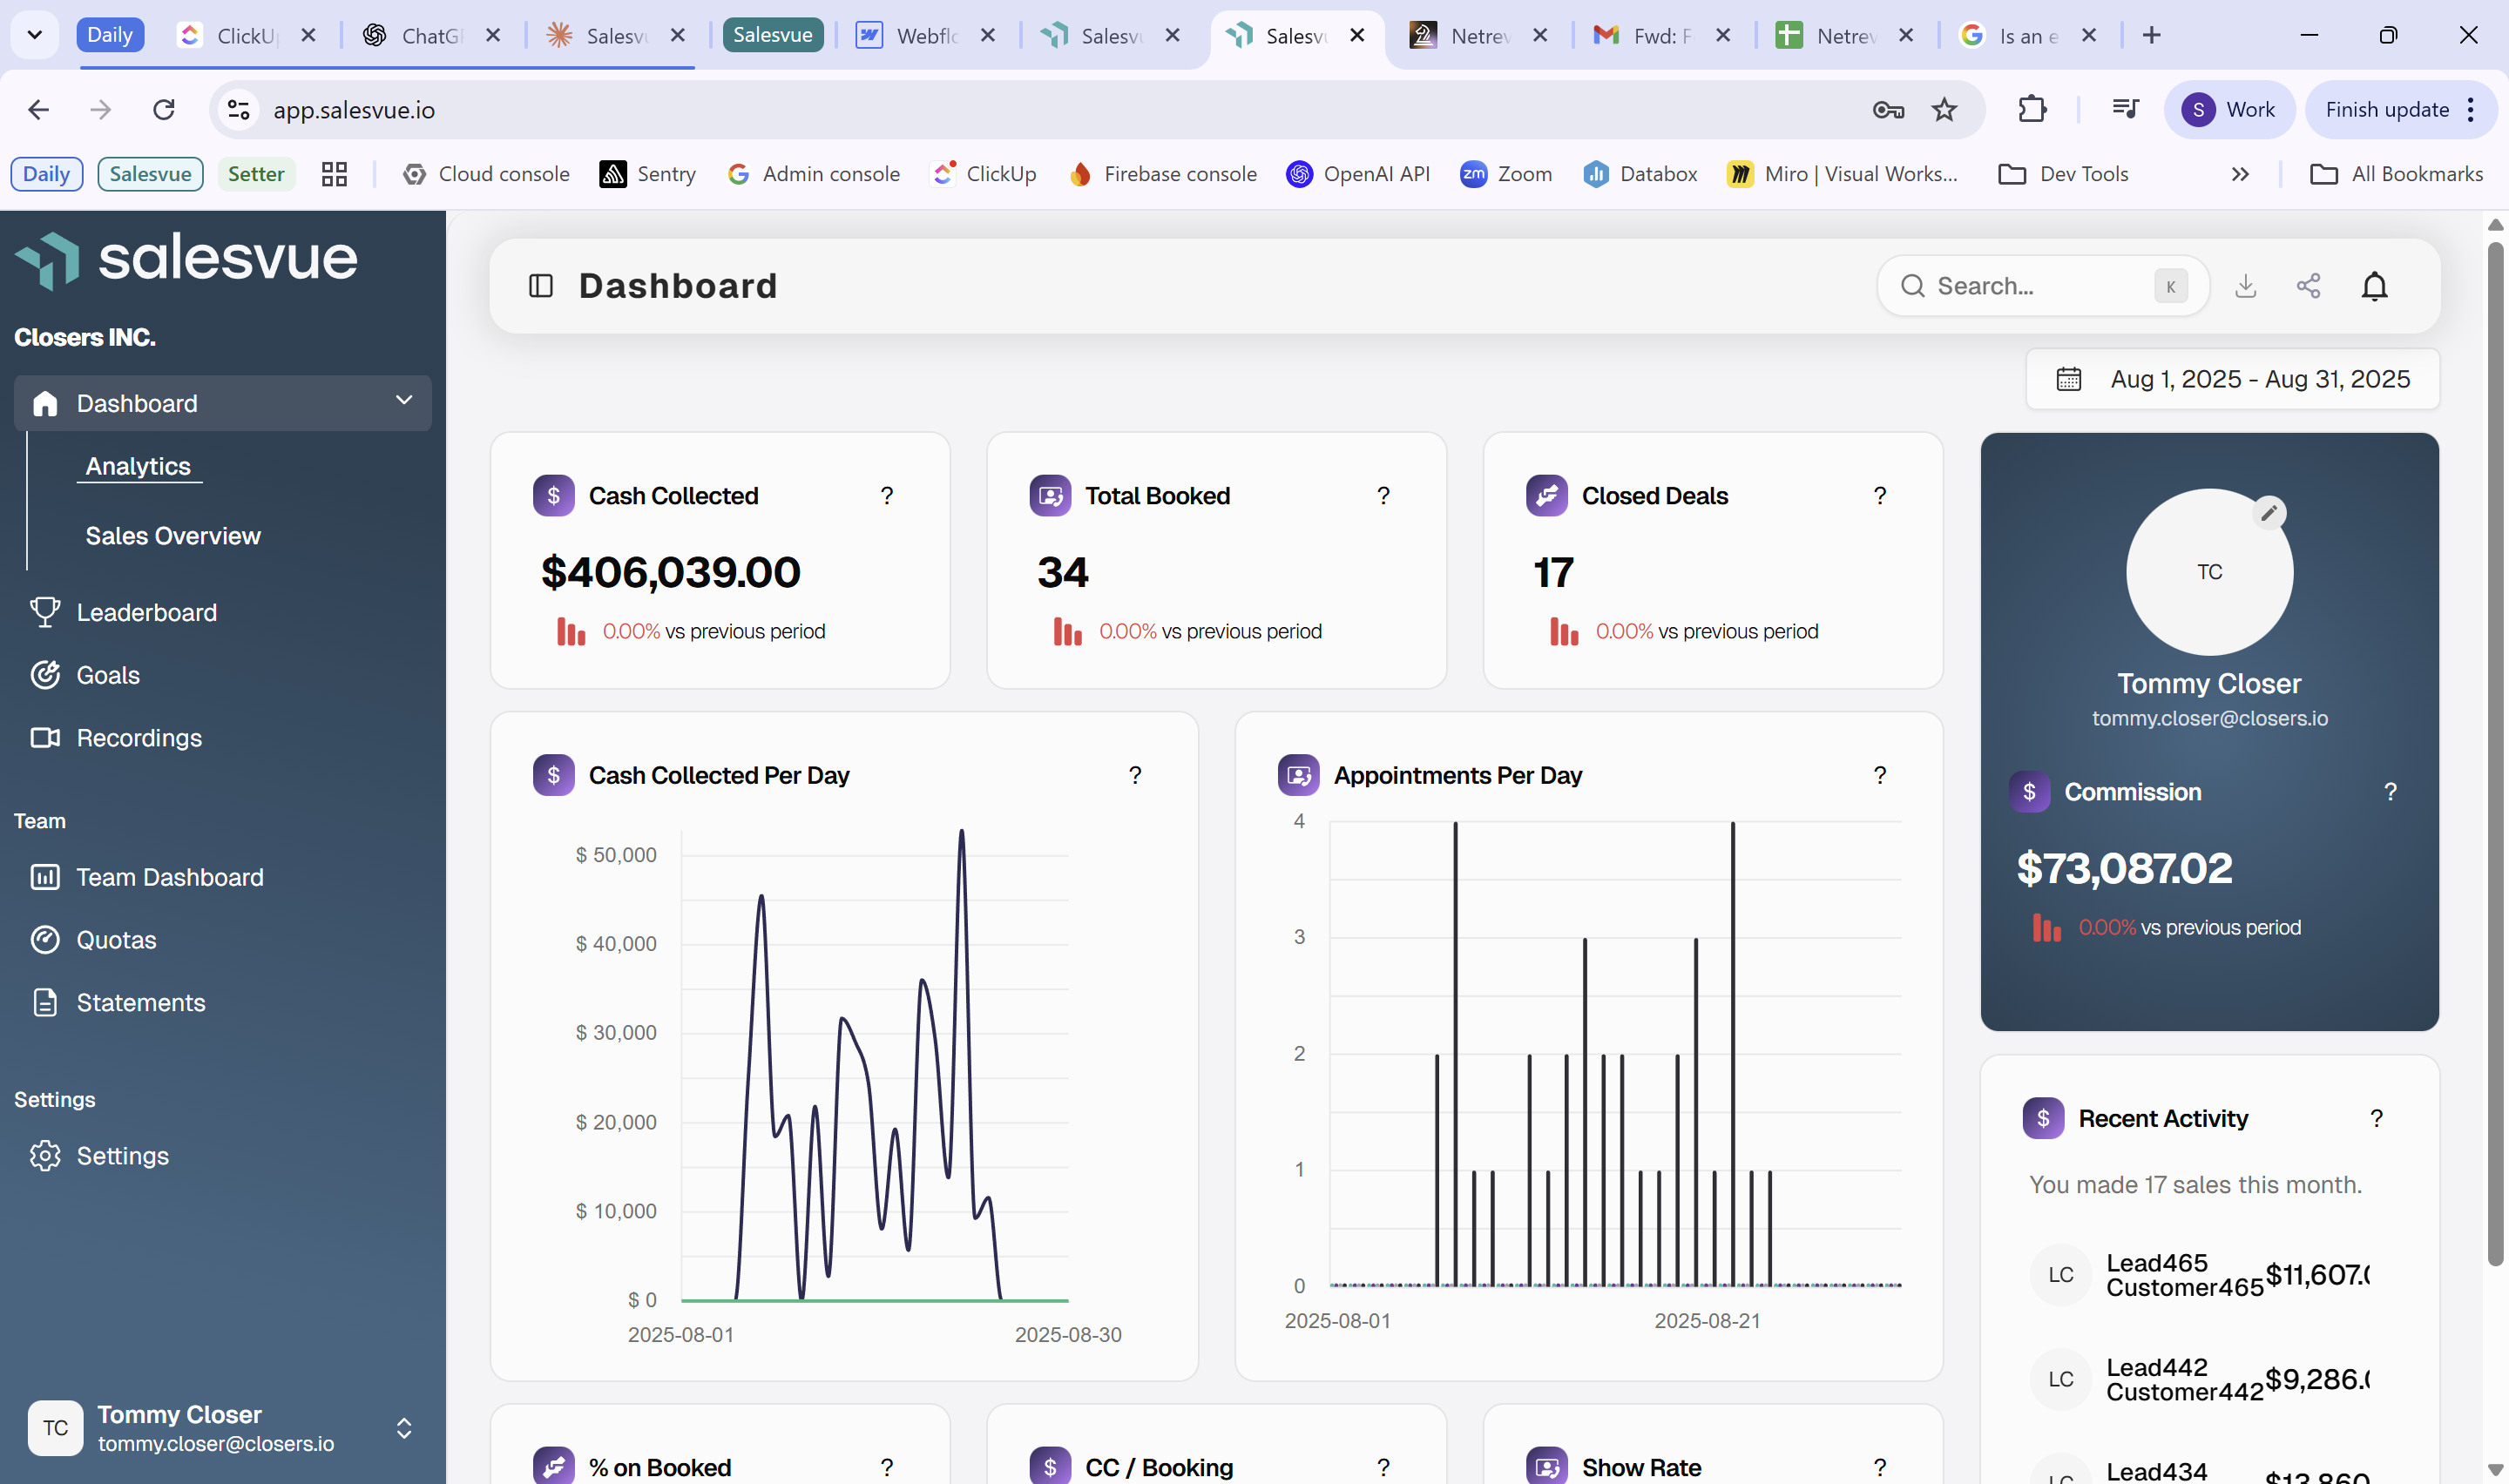 Daily
ClickU
ChatG
Salesv
Salesvue
Webflo
Salesv
Salesv
Netrev
Fwd: F
Netrev
Is an e
app.salesvue.io
S
Work
Finish update
Daily
Salesvue
Setter
Cloud console
Sentry
Admin console
ClickUp
Firebase console
OpenAI API
zm
Zoom
Databox
Miro | Visual Works...
Dev Tools
All Bookmarks
salesvue
Closers INC.
Dashboard
Analytics
Sales Overview
Leaderboard
Goals
Recordings
Team
Team Dashboard
Quotas
Statements
Settings
Settings
TC
Tommy Closer
tommy.closer@closers.io
Dashboard
Search...
K
Aug 1, 2025 - Aug 31, 2025
$ Cash Collected ?
$406,039.00
0.00% vs previous period
Total Booked ?
34
0.00% vs previous period
Closed Deals ?
17
0.00% vs previous period
TC
Tommy Closer
tommy.closer@closers.io
$ Commission ?
$73,087.02
0.00% vs previous period
$ Cash Collected Per Day ?
$ 50,000
$ 40,000
$ 30,000
$ 20,000
$ 10,000
$ 0
2025-08-01
2025-08-30
Appointments Per Day ?
4
3
2
1
0
2025-08-01
2025-08-21
$ Recent Activity ?
You made 17 sales this month.
LC
Lead465
Customer465
$11,607.0
LC
Lead442
Customer442
$9,286.0
LC
Lead434
$13,860
% on Booked ?
$ CC / Booking ?
Show Rate ?